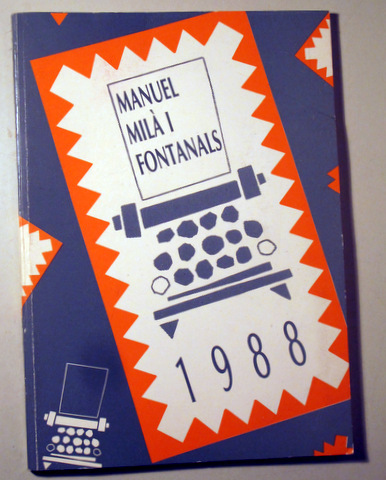 MANUEL
MILÀ I
FONTANALS
1988